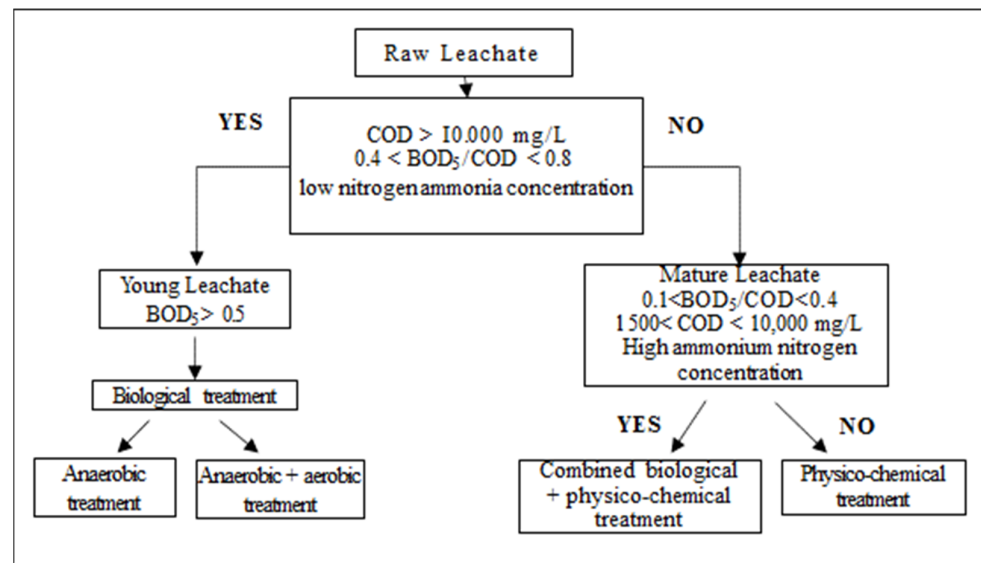 Raw Leachate
YES
NO
COD > 10.000 mg/L
0.4 < BOD₅/COD < 0.8
low nitrogen ammonia concentration
Young Leachate
BOD₅> 0.5
Mature Leachate
0.1<BOD₅/COD<0.4
1500< COD < 10,000 mg/L
High ammonium nitrogen
concentration
Biological treatment
YES
NO
Anaerobic
treatment
Anaerobic + aerobic
treatment
Combined biological
+ physico-chemical
treatment
Physico-chemical
treatment